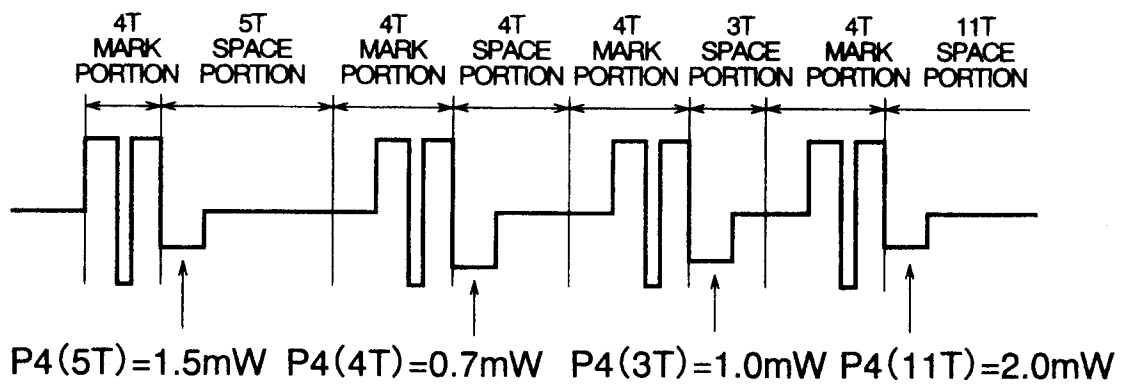 4T 5T 4T 4T 4T 3T 4T 11T
MARK SPACE MARK SPACE MARK SPACE MARK SPACE
PORTION PORTION PORTION PORTION PORTION PORTION PORTION PORTION
P4(5T)=1.5mW P4(4T)=0.7mW P4(3T)=1.0mW P4(11T)=2.0mW